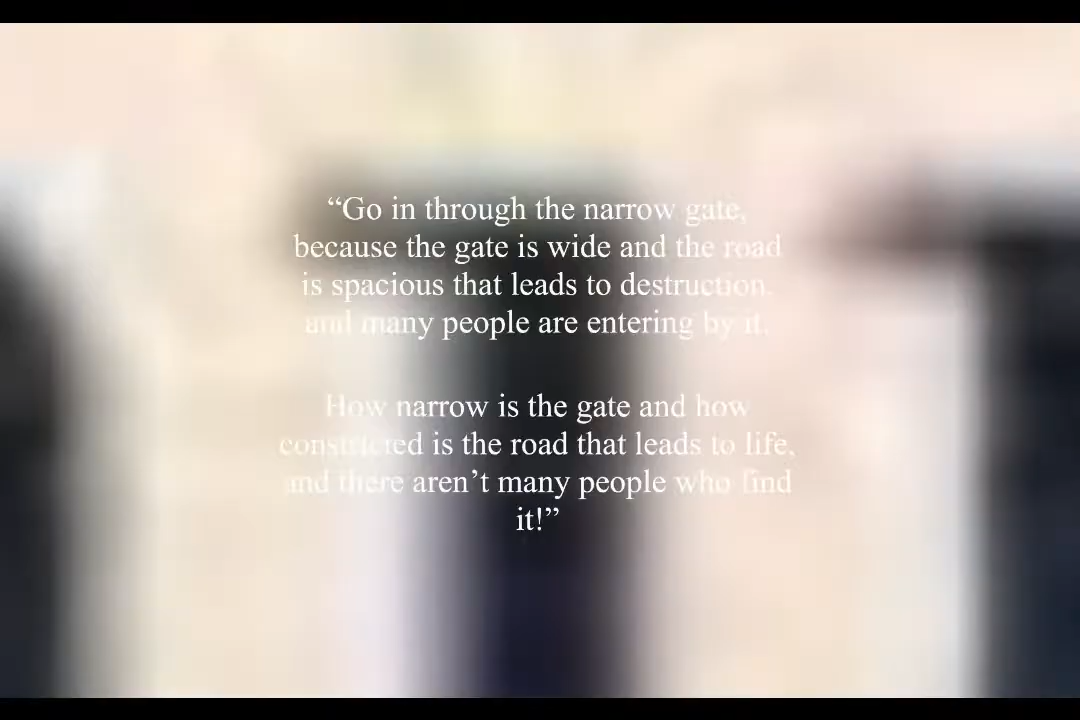 “Go in through the narrow gate,
because the gate is wide and the road
is spacious that leads to destruction,
and many people are entering by it.
How narrow is the gate and how
constricted is the road that leads to life,
and there aren’t many people who find
it!”